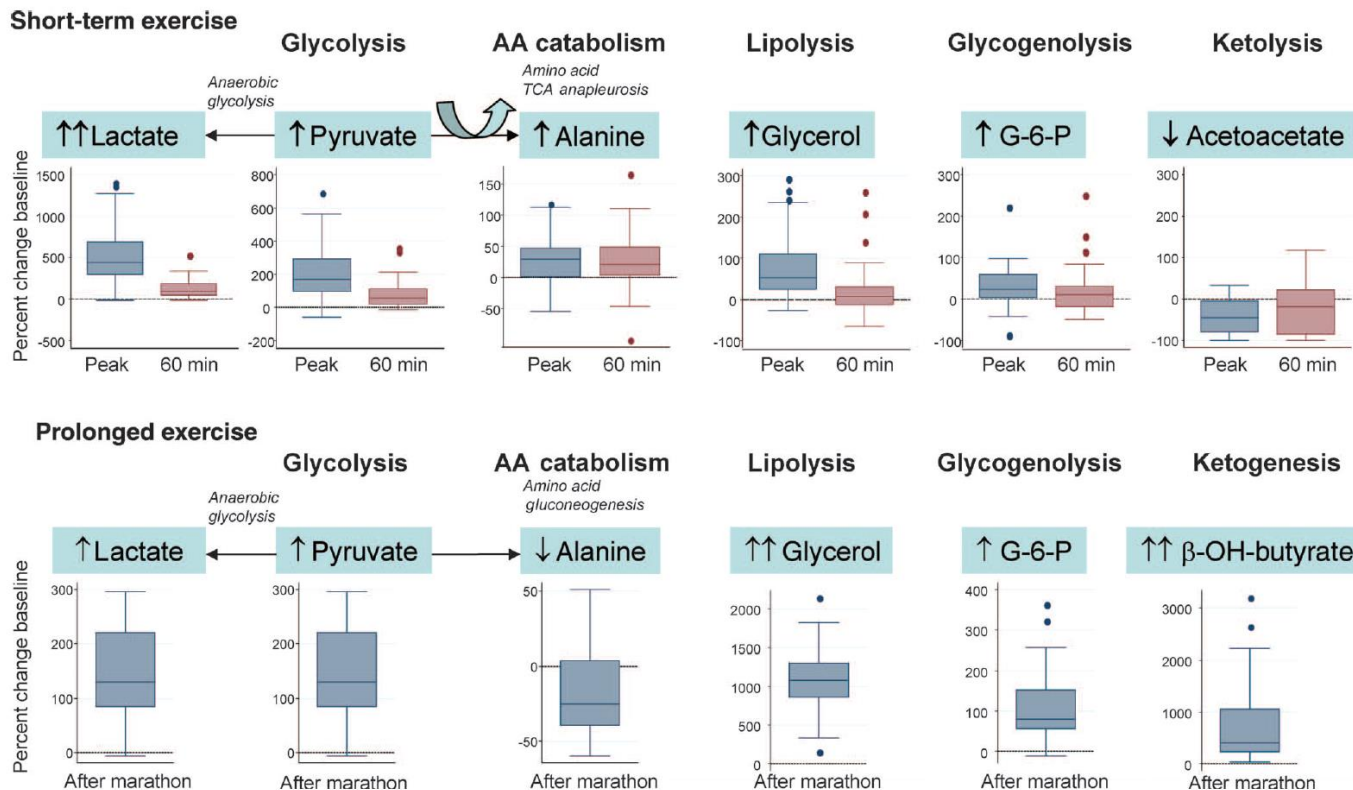 Short-term exercise
Glycolysis
AA catabolism
Lipolysis
Glycogenolysis
Ketolysis
Anaerobic
glycolysis
Amino acid
TCA anapleurosis
↑↑Lactate
↑Pyruvate
↑Alanine
↑Glycerol
↑ G-6-P
↓ Acetoacetate
Percent change baseline
1500
1000
500
0
-500
Peak 60 min
800
600
400
200
0
-200
Peak 60 min
150
100
50
0
-50
Peak 60 min
300
200
100
0
-100
Peak 60 min
300
200
100
0
-100
Peak 60 min
300
200
100
0
-100
Peak 60 min
Prolonged exercise
Glycolysis
AA catabolism
Lipolysis
Glycogenolysis
Ketogenesis
Anaerobic
glycolysis
Amino acid
gluconeogenesis
↑Lactate
↑ Pyruvate
↓ Alanine
↑↑ Glycerol
↑ G-6-P
↑↑ β-OH-butyrate
Percent change baseline
300
200
100
0
After marathon
300
200
100
0
After marathon
50
0
-50
After marathon
2000
1500
1000
500
0
After marathon
400
300
200
100
0
After marathon
3000
2000
1000
0
After marathon